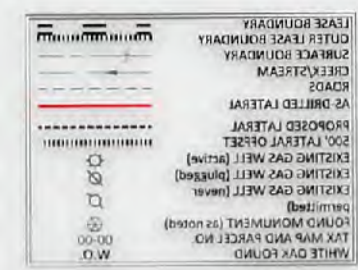 LEASE BOUNDARY
OUTER LEASE BOUNDARY
SURFACE BOUNDARY
CREEK/STREAM
ROADS
AS-DRILLED LATERAL
PROPOSED LATERAL
500' LATERAL OFFSET
EXISTING GAS WELL (active)
EXISTING GAS WELL (plugged)
EXISTING GAS WELL (never
permitted)
FOUND MONUMENT (as noted)
TAX MAP AND PARCEL NO. 00-00
WHITE OAK FOUND W.O.